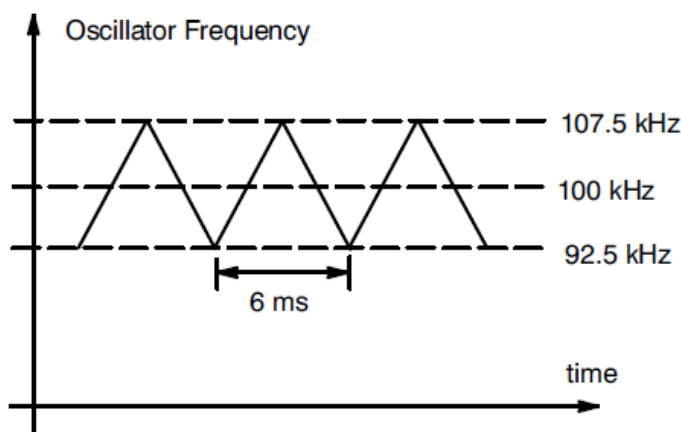 Oscillator Frequency
107.5 kHz
100 kHz
92.5 kHz
6 ms
time